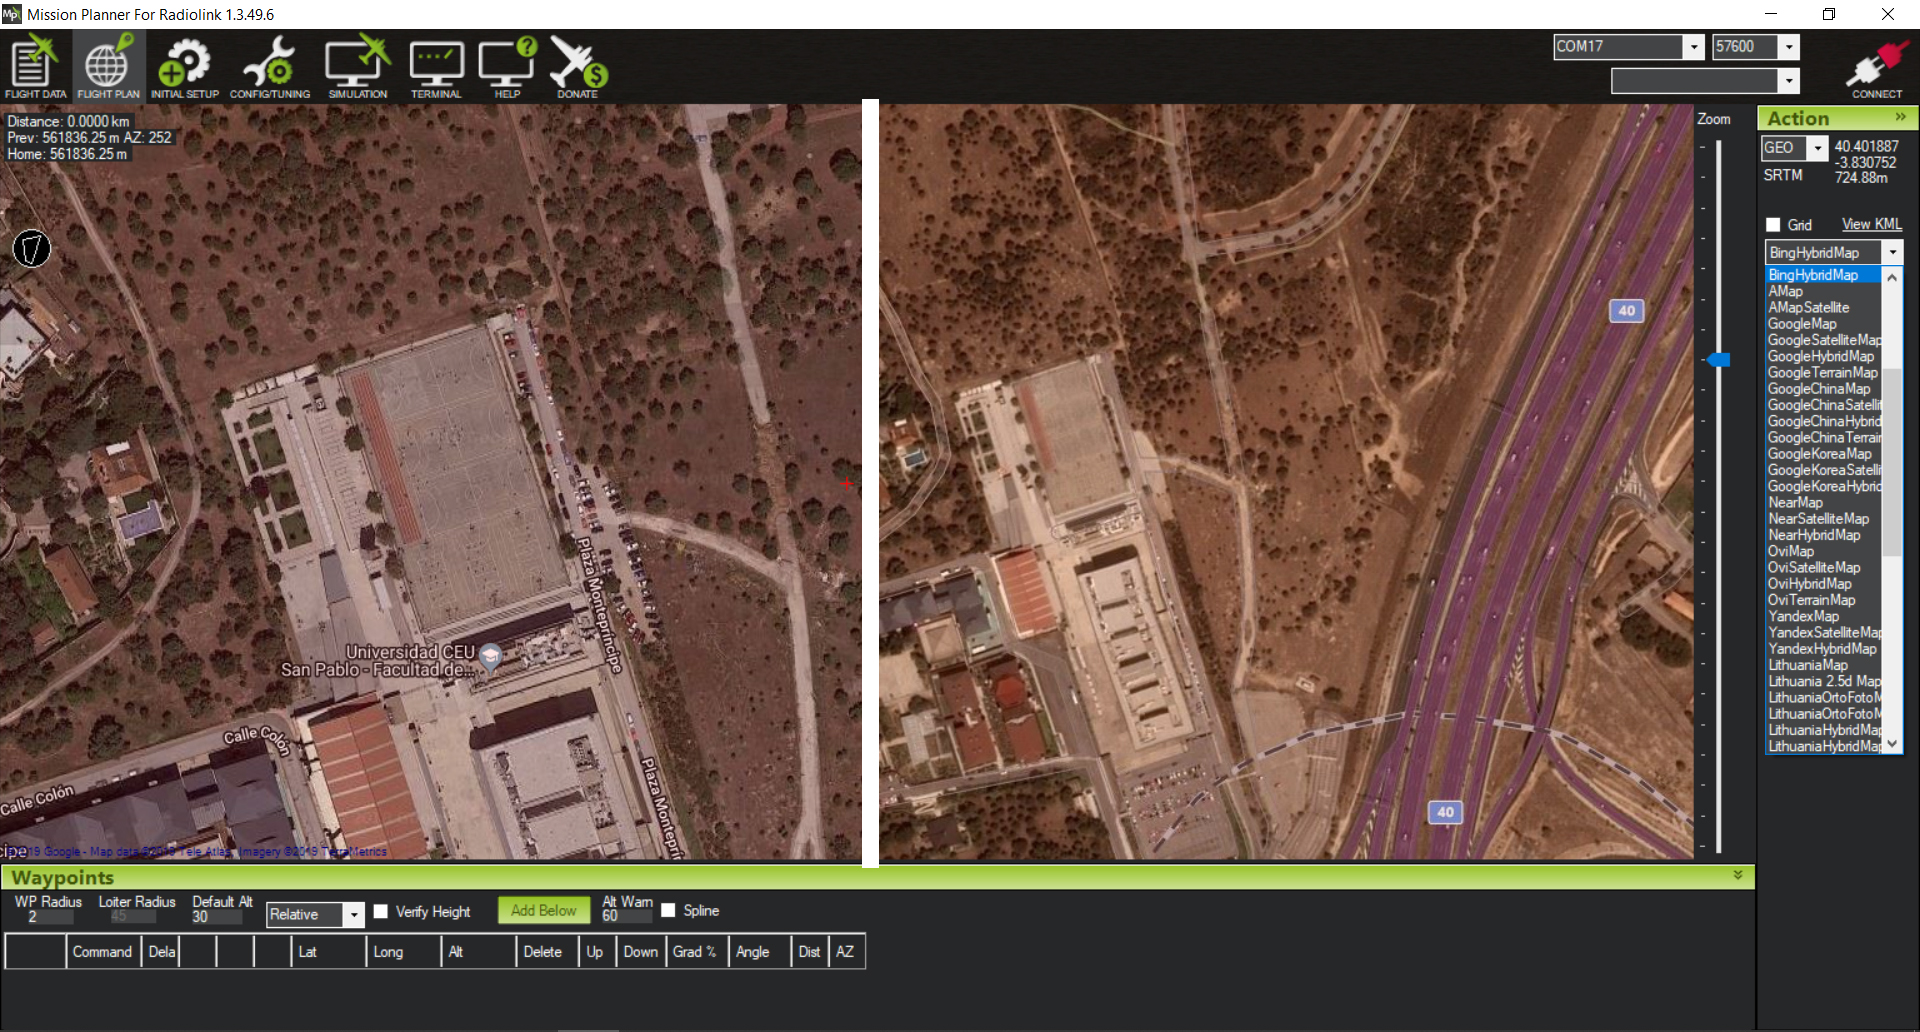 Mission Planner For Radiolink 1.3.49.6
FLIGHT DATA
FLIGHT PLAN
INITIAL SETUP
CONFIG/TUNING
SIMULATION
TERMINAL
HELP
DONATE
COM17
57600
CONNECT
Distance: 0.0000 km
Prev: 561836.25 m AZ: 252
Home: 561836.25 m
Universidad CEU
San Pablo - Facultad de...
Plaza Monteprincipe
Plaza Montepri
Calle Colón
Calle Colón
cipe
19 Google - Map data ©2019 Tele Atlas, Imagery ©2019 TerraMetrics
40
40
Zoom
Action
GEO
40.401887
-3.830752
SRTM
724.88m
Grid
View KML
BingHybridMap
BingHybridMap
AMap
AMapSatellite
GoogleMap
GoogleSatelliteMap
GoogleHybridMap
GoogleTerrainMap
GoogleChinaMap
GoogleChinaSatelli
GoogleChinaHybrid
GoogleChinaTerrain
GoogleKoreaMap
GoogleKoreaSatelli
GoogleKoreaHybrid
NearMap
NearSatelliteMap
NearHybridMap
OviMap
OviSatelliteMap
OviHybridMap
OviTerrainMap
YandexMap
YandexSatelliteMap
YandexHybridMap
LithuaniaMap
Lithuania 2.5d Map
LithuaniaOrtoFotoM
LithuaniaOrtoFotoM
LithuaniaHybridMap
LithuaniaHybridMap
Waypoints
WP Radius
2
Loiter Radius
45
Default Alt
30
Relative
Verify Height
Add Below
Alt Warn
60
Spline
Command
Dela
Lat
Long
Alt
Delete
Up
Down
Grad %
Angle
Dist
AZ